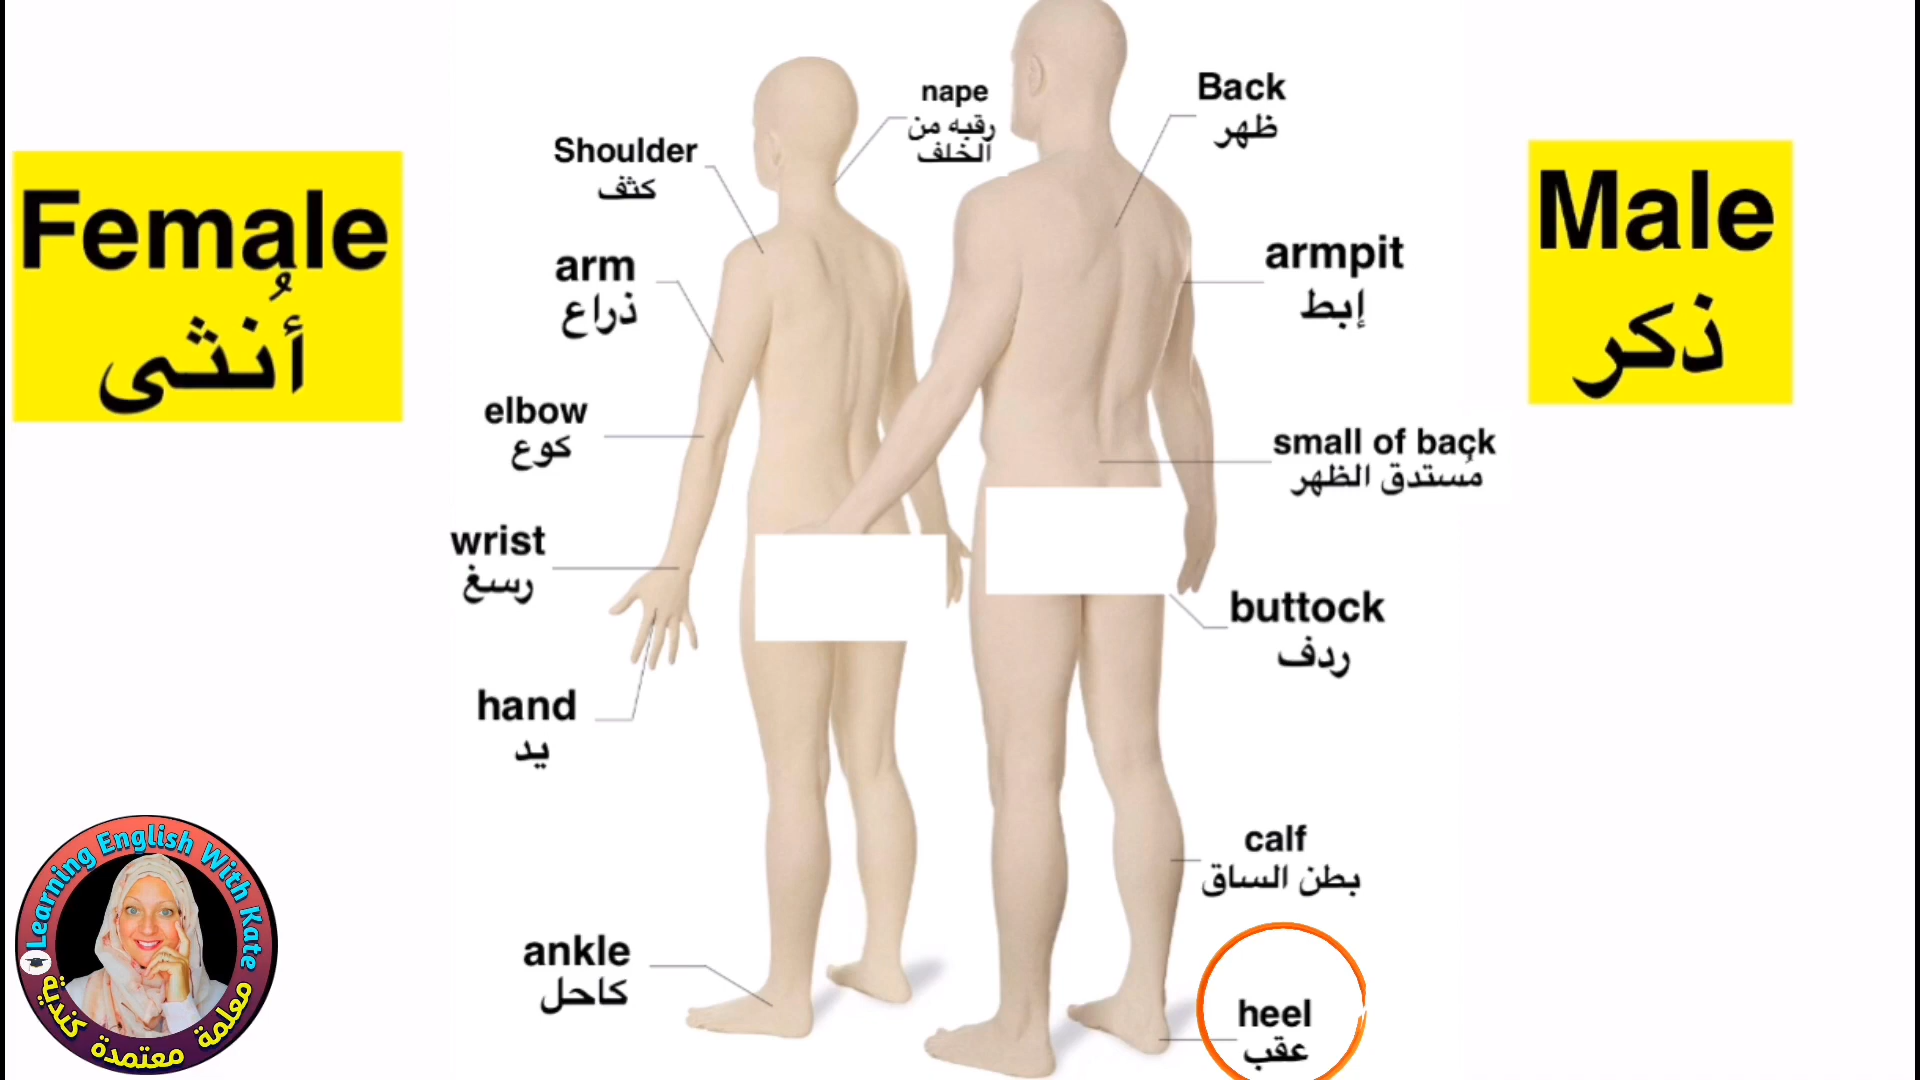 Female
أُنثى
Shoulder
كتف
arm
ذراع
elbow
كوع
wrist
رسغ
hand
يد
ankle
كاحل
nape
رقبه من
الخلف
Back
ظهر
armpit
إبط
small of back
مُستدق الظهر
buttock
ردف
calf
بطن الساق
heel
عقب
Male
ذكر
Learning English With Kate
معلمة معتمدة كندية